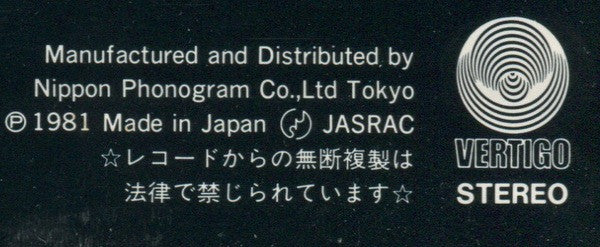 Manufactured and Distributed by
Nippon Phonogram Co.,Ltd Tokyo
Ⓟ 1981 Made in Japan JASRAC
☆レコードからの無断複製は
法律で禁じられています☆
VERTIGO
STEREO